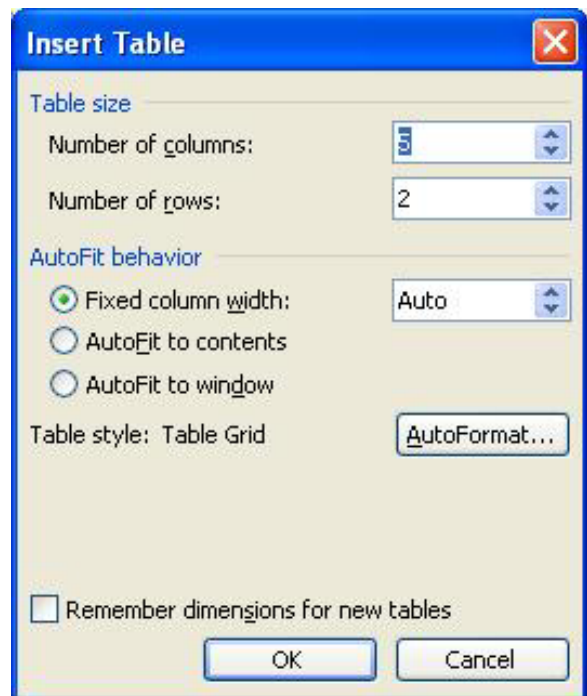 Insert Table
Table size
Number of columns: 5
Number of rows: 2
AutoFit behavior
Fixed column width: Auto
AutoFit to contents
AutoFit to window
Table style: Table Grid AutoFormat...
Remember dimensions for new tables
OK Cancel